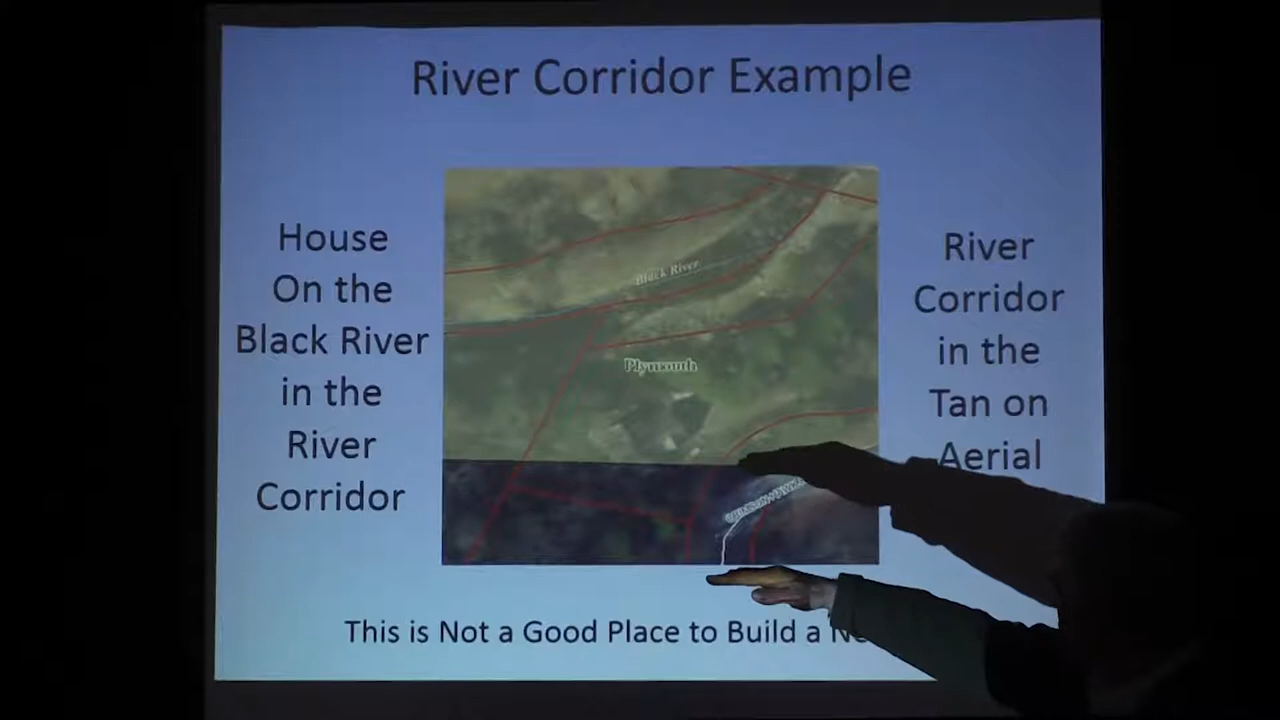 River Corridor Example
House
On the
Black River
in the
River
Corridor
Black River
Plymouth
River
Corridor
in the
Tan on
Aerial
This is Not a Good Place to Build a